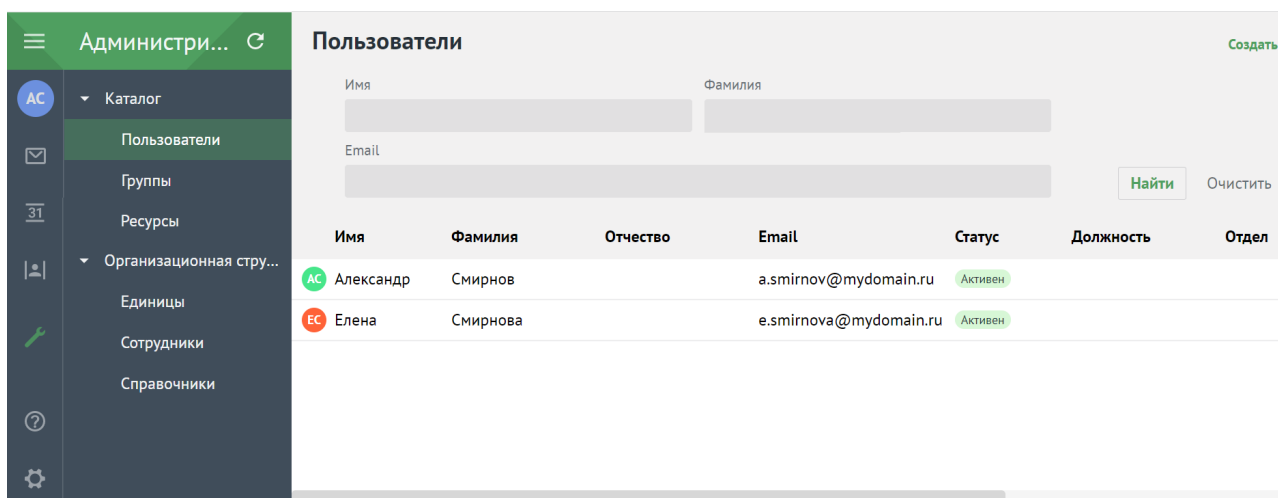 Администри...
Пользователи
Создать
АС
Каталог
Пользователи
Группы
31
Ресурсы
Организационная стру...
Единицы
Сотрудники
Справочники
Имя
Фамилия
Email
Найти
Очистить
Имя Фамилия Отчество Email Статус Должность Отдел
АС Александр Смирнов a.smirnov@mydomain.ru Активен
ЕС Елена Смирнова e.smirnova@mydomain.ru Активен